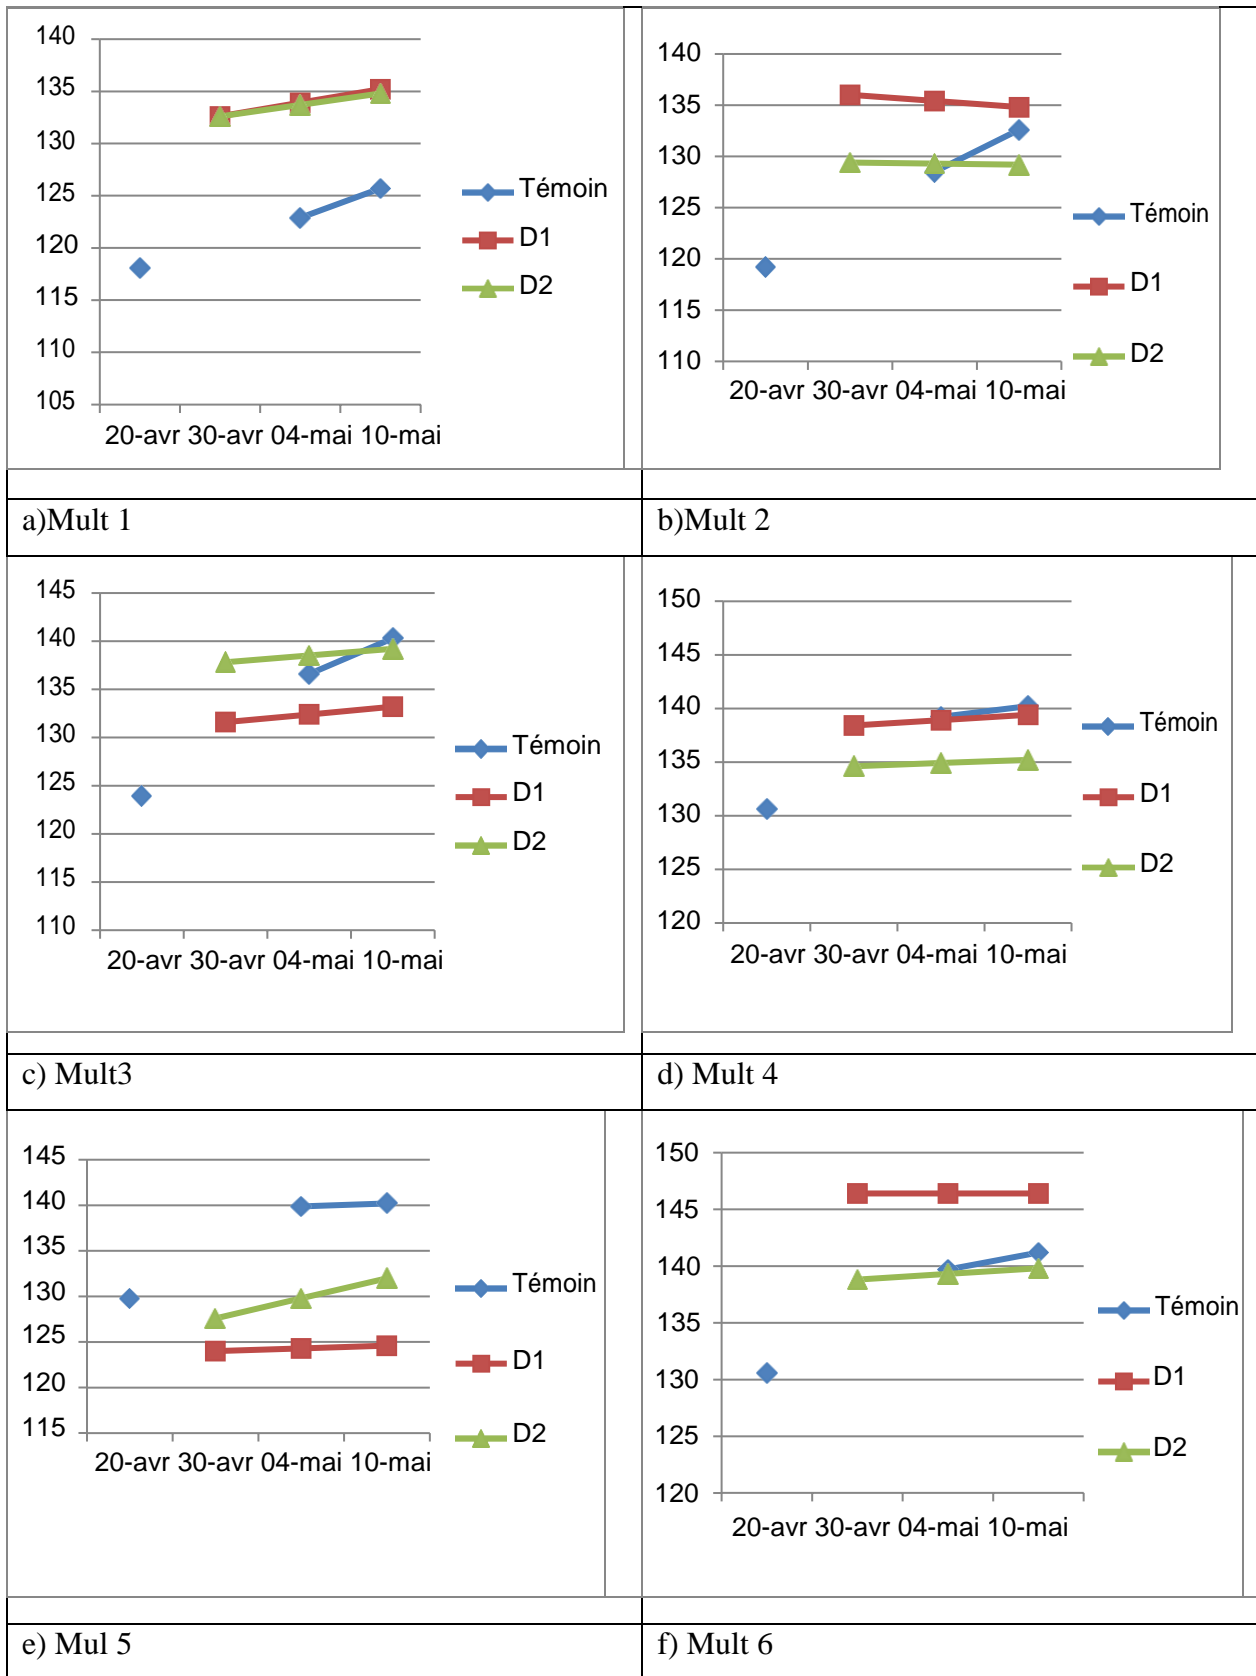 140
135
130
125
120
115
110
105
20-avr 30-avr 04-mai 10-mai
Témoin
D1
D2
140
135
130
125
120
115
110
20-avr 30-avr 04-mai 10-mai
Témoin
D1
D2
a)Mult 1
b)Mult 2
145
140
135
130
125
120
115
110
20-avr 30-avr 04-mai 10-mai
Témoin
D1
D2
150
145
140
135
130
125
120
20-avr 30-avr 04-mai 10-mai
Témoin
D1
D2
c) Mult3
d) Mult 4
145
140
135
130
125
120
115
20-avr 30-avr 04-mai 10-mai
Témoin
D1
D2
150
145
140
135
130
125
120
20-avr 30-avr 04-mai 10-mai
Témoin
D1
D2
e) Mul 5
f) Mult 6